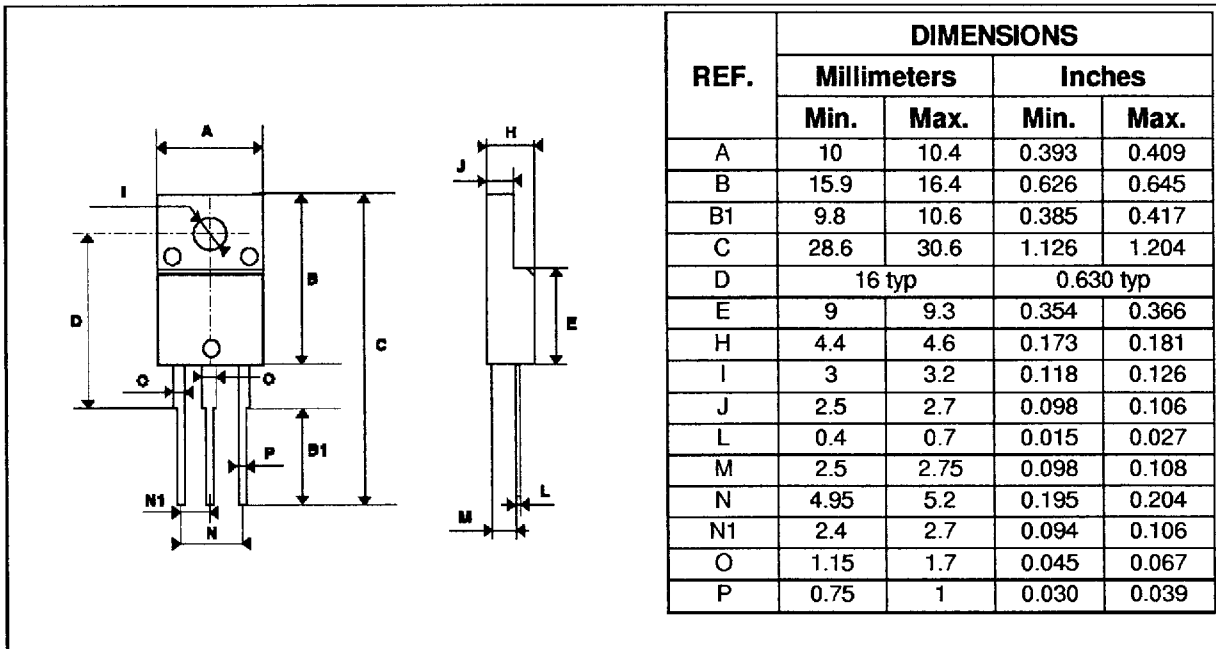 A
H
J
I
B
D
E
C
O
O
B1
P
N1
L
M
N
DIMENSIONS
REF. Millimeters Inches
Min. Max. Min. Max.
A 10 10.4 0.393 0.409
B 15.9 16.4 0.626 0.645
B1 9.8 10.6 0.385 0.417
C 28.6 30.6 1.126 1.204
D 16 typ 0.630 typ
E 9 9.3 0.354 0.366
H 4.4 4.6 0.173 0.181
I 3 3.2 0.118 0.126
J 2.5 2.7 0.098 0.106
L 0.4 0.7 0.015 0.027
M 2.5 2.75 0.098 0.108
N 4.95 5.2 0.195 0.204
N1 2.4 2.7 0.094 0.106
O 1.15 1.7 0.045 0.067
P 0.75 1 0.030 0.039